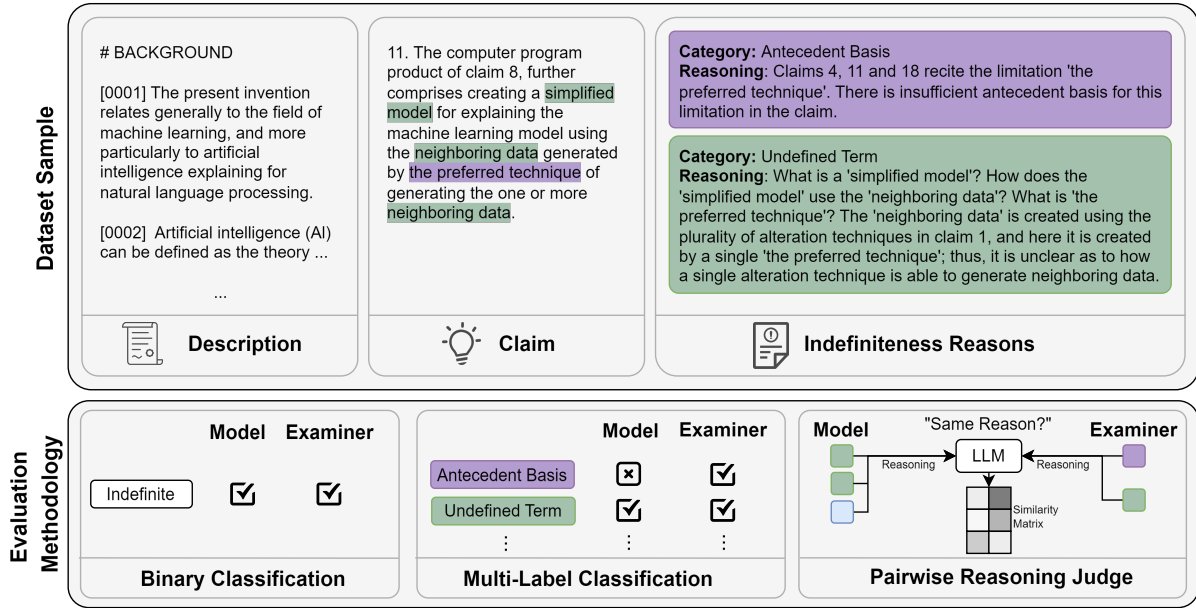 Dataset Sample
# BACKGROUND
[0001] The present invention
relates generally to the field of
machine learning, and more
particularly to artificial
intelligence explaining for
natural language processing.
[0002] Artificial intelligence (AI)
can be defined as the theory ...
...
Description
11. The computer program
product of claim 8, further
comprises creating a simplified
model for explaining the
machine learning model using
the neighboring data generated
by the preferred technique of
generating the one or more
neighboring data.
Claim
Category: Antecedent Basis
Reasoning: Claims 4, 11 and 18 recite the limitation 'the
preferred technique'. There is insufficient antecedent basis for this
limitation in the claim.
Category: Undefined Term
Reasoning: What is a 'simplified model'? How does the
'simplified model' use the 'neighboring data'? What is 'the
preferred technique'? The 'neighboring data' is created using the
plurality of alteration techniques in claim 1, and here it is created
by a single 'the preferred technique'; thus, it is unclear as to how
a single alteration technique is able to generate neighboring data.
Indefiniteness Reasons
Evaluation
Methodology
Model Examiner
Indefinite
Binary Classification
Model Examiner
Antecedent Basis
Undefined Term
Multi-Label Classification
"Same Reason?"
Model
Examiner
Reasoning
LLM
Reasoning
Similarity
Matrix
Pairwise Reasoning Judge